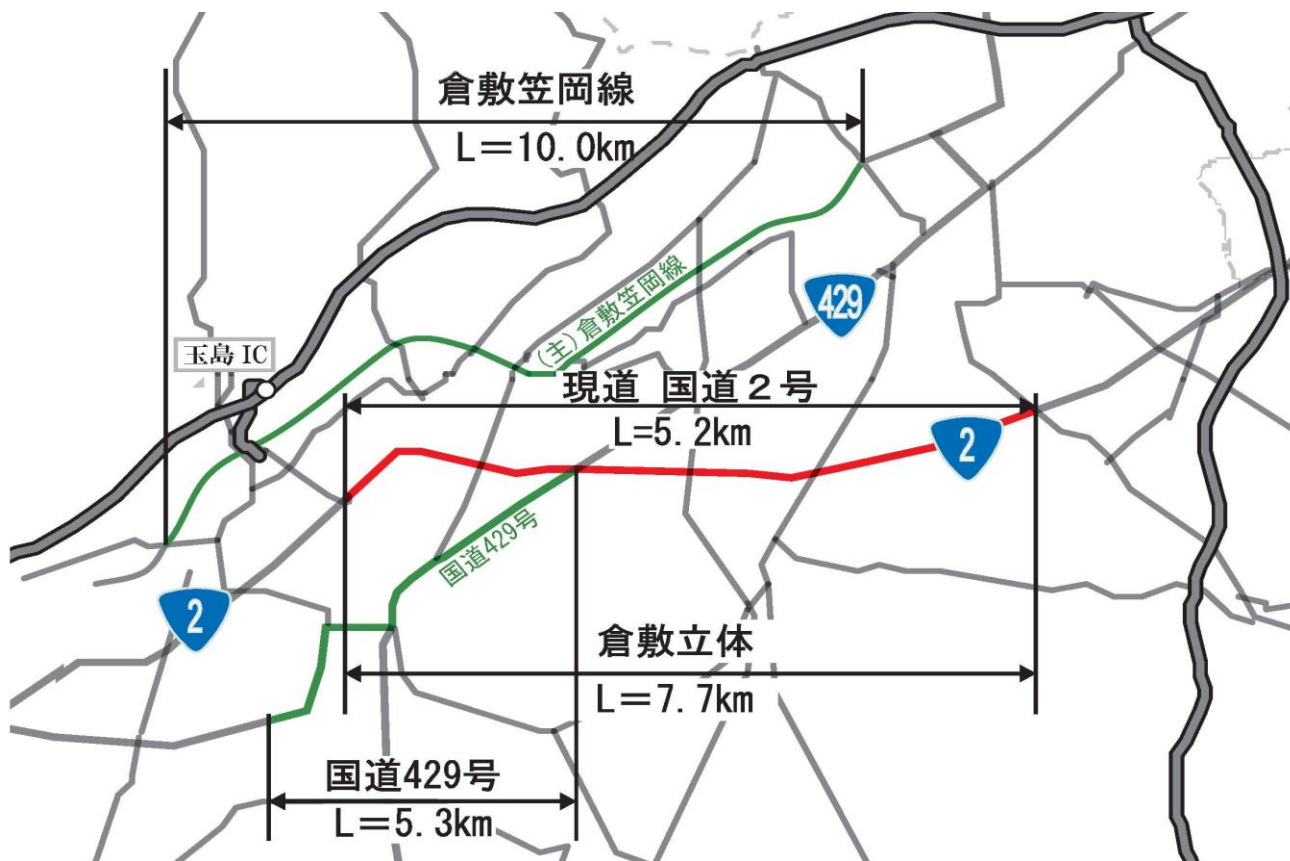 倉敷笠岡線
L=10.0km
(主)倉敷笠岡線
429
玉島 IC
現道 国道２号
L=5.2km
2
国道429号
2
倉敷立体
L=7.7km
国道429号
L=5.3km